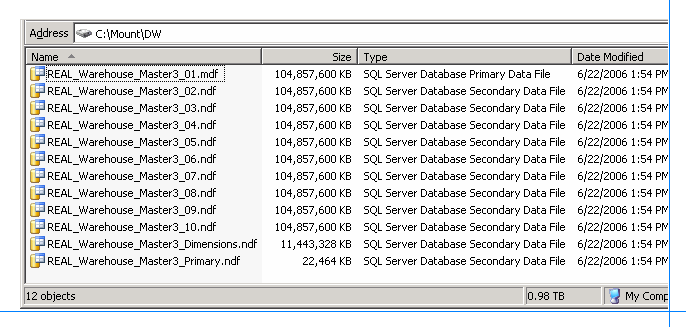 Address C:\Mount\DW
Name Size Type Date Modified
REAL_Warehouse_Master3_01.mdf 104,857,600 KB SQL Server Database Primary Data File 6/22/2006 1:54 PM
REAL_Warehouse_Master3_02.ndf 104,857,600 KB SQL Server Database Secondary Data File 6/22/2006 1:54 PM
REAL_Warehouse_Master3_03.ndf 104,857,600 KB SQL Server Database Secondary Data File 6/22/2006 1:54 PM
REAL_Warehouse_Master3_04.ndf 104,857,600 KB SQL Server Database Secondary Data File 6/22/2006 1:54 PM
REAL_Warehouse_Master3_05.ndf 104,857,600 KB SQL Server Database Secondary Data File 6/22/2006 1:54 PM
REAL_Warehouse_Master3_06.ndf 104,857,600 KB SQL Server Database Secondary Data File 6/22/2006 1:54 PM
REAL_Warehouse_Master3_07.ndf 104,857,600 KB SQL Server Database Secondary Data File 6/22/2006 1:54 PM
REAL_Warehouse_Master3_08.ndf 104,857,600 KB SQL Server Database Secondary Data File 6/22/2006 1:54 PM
REAL_Warehouse_Master3_09.ndf 104,857,600 KB SQL Server Database Secondary Data File 6/22/2006 1:54 PM
REAL_Warehouse_Master3_10.ndf 104,857,600 KB SQL Server Database Secondary Data File 6/22/2006 1:54 PM
REAL_Warehouse_Master3_Dimensions.ndf 11,443,328 KB SQL Server Database Secondary Data File 6/22/2006 1:54 PM
REAL_Warehouse_Master3_Primary.ndf 22,464 KB SQL Server Database Secondary Data File 6/22/2006 1:54 PM
12 objects 0.98 TB My Comp